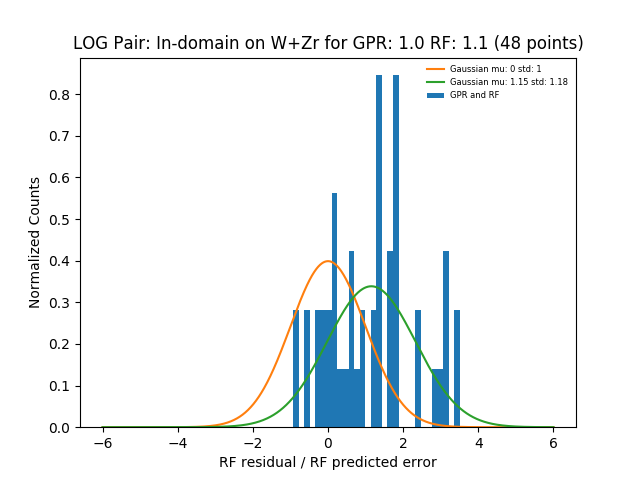 LOG Pair: In-domain on W+Zr for GPR: 1.0 RF: 1.1 (48 points)
Gaussian mu: 0 std: 1
Gaussian mu: 1.15 std: 1.18
GPR and RF
Normalized Counts
0.8
0.7
0.6
0.5
0.4
0.3
0.2
0.1
0.0
−6 −4 −2 0 2 4 6
RF residual / RF predicted error